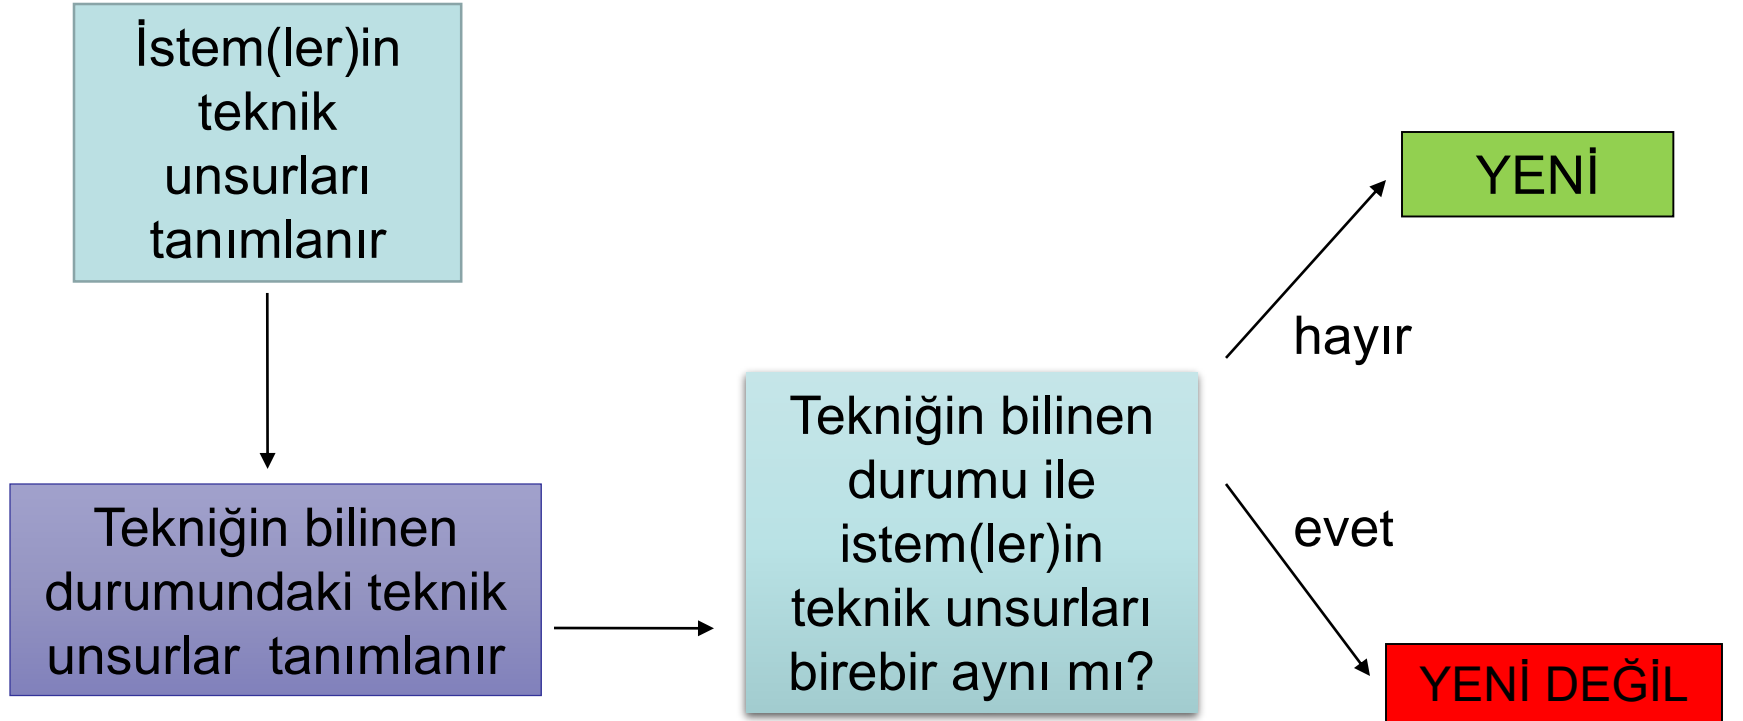 İstem(ler)in
teknik
unsurları
tanımlanır
Tekniğin bilinen
durumundaki teknik
unsurlar tanımlanır
Tekniğin bilinen
durumu ile
istem(ler)in
teknik unsurları
birebir aynı mı?
hayır
YENİ
evet
YENİ DEĞİL